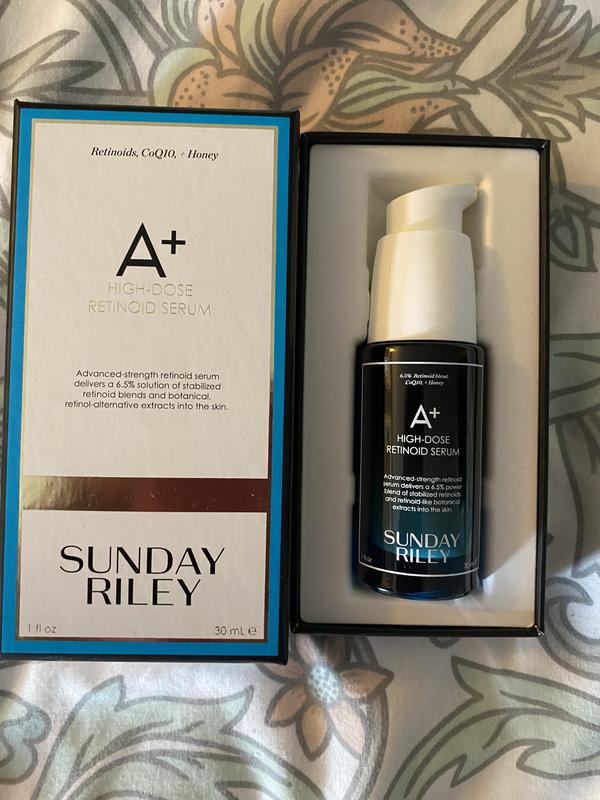 Retinoids, CoQ10, + Honey
A+
HIGH-DOSE
RETINOID SERUM
Advanced-strength retinoid serum
delivers a 6.5% solution of stabilized
retinoid blends and botanical,
retinol-alternative extracts into the skin.
SUNDAY
RILEY
1 fl oz
30 mL e
6.5% Retinoid blend,
CoQ10, + Honey
A+
HIGH-DOSE
RETINOID SERUM
Advanced-strength retinoid
serum delivers a 6.5% power
blend of stabilized retinoids
and retinoid-like botanical
extracts into the skin.
SUNDAY
RILEY
1 fl oz